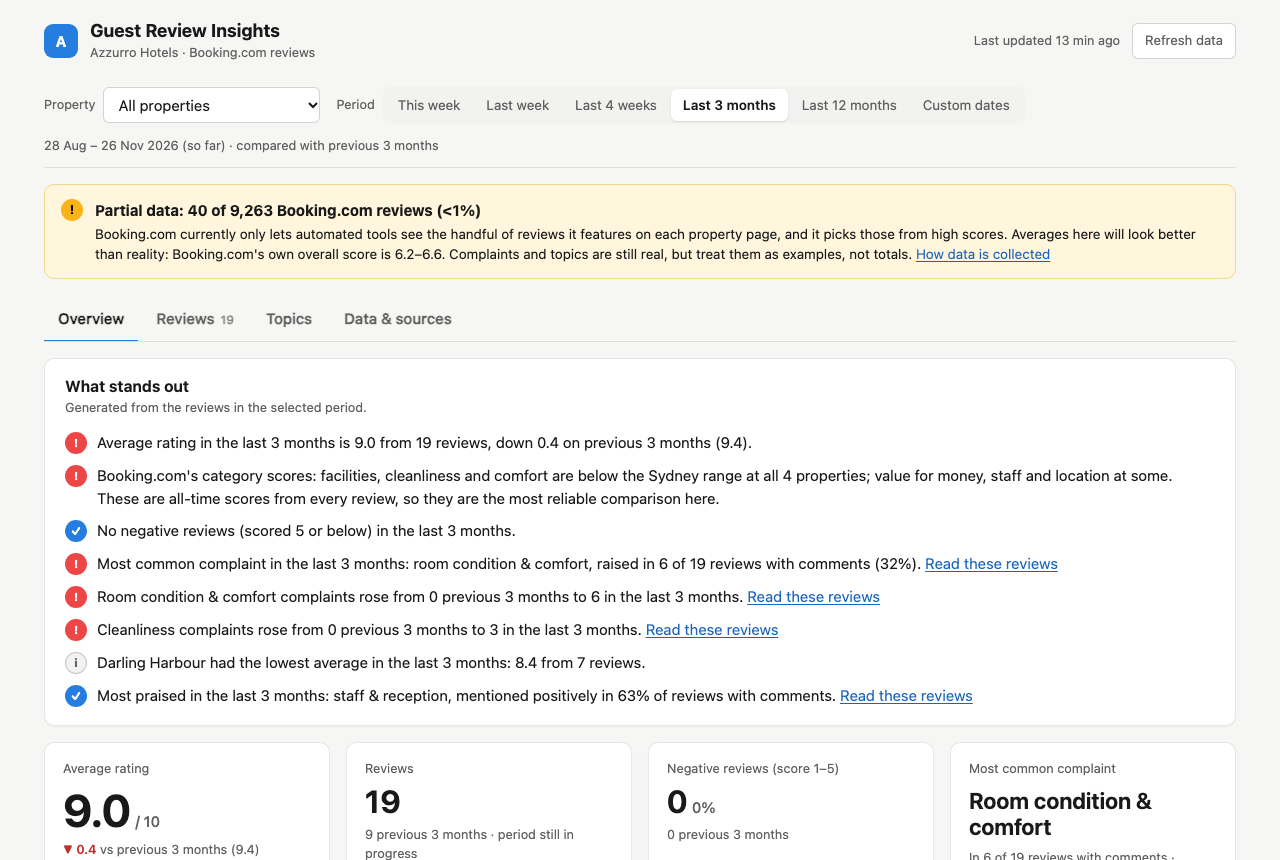 A
Guest Review Insights
Azzurro Hotels · Booking.com reviews
Last updated 13 min ago
Refresh data
Property
All properties
Period
This week
Last week
Last 4 weeks
Last 3 months
Last 12 months
Custom dates
28 Aug – 26 Nov 2026 (so far) · compared with previous 3 months
!
Partial data: 40 of 9,263 Booking.com reviews (<1%)
Booking.com currently only lets automated tools see the handful of reviews it features on each property page, and it picks those from high scores. Averages here will look better
than reality: Booking.com's own overall score is 6.2–6.6. Complaints and topics are still real, but treat them as examples, not totals. How data is collected
Overview
Reviews 19
Topics
Data & sources
What stands out
Generated from the reviews in the selected period.
! Average rating in the last 3 months is 9.0 from 19 reviews, down 0.4 on previous 3 months (9.4).
! Booking.com's category scores: facilities, cleanliness and comfort are below the Sydney range at all 4 properties; value for money, staff and location at some.
These are all-time scores from every review, so they are the most reliable comparison here.
No negative reviews (scored 5 or below) in the last 3 months.
! Most common complaint in the last 3 months: room condition & comfort, raised in 6 of 19 reviews with comments (32%). Read these reviews
! Room condition & comfort complaints rose from 0 previous 3 months to 6 in the last 3 months. Read these reviews
! Cleanliness complaints rose from 0 previous 3 months to 3 in the last 3 months. Read these reviews
i Darling Harbour had the lowest average in the last 3 months: 8.4 from 7 reviews.
Most praised in the last 3 months: staff & reception, mentioned positively in 63% of reviews with comments. Read these reviews
Average rating
9.0 / 10
▼ 0.4 vs previous 3 months (9.4)
Reviews
19
9 previous 3 months · period still in
progress
Negative reviews (score 1–5)
0 0%
0 previous 3 months
Most common complaint
Room condition &
comfort
In 6 of 19 reviews with comments ·